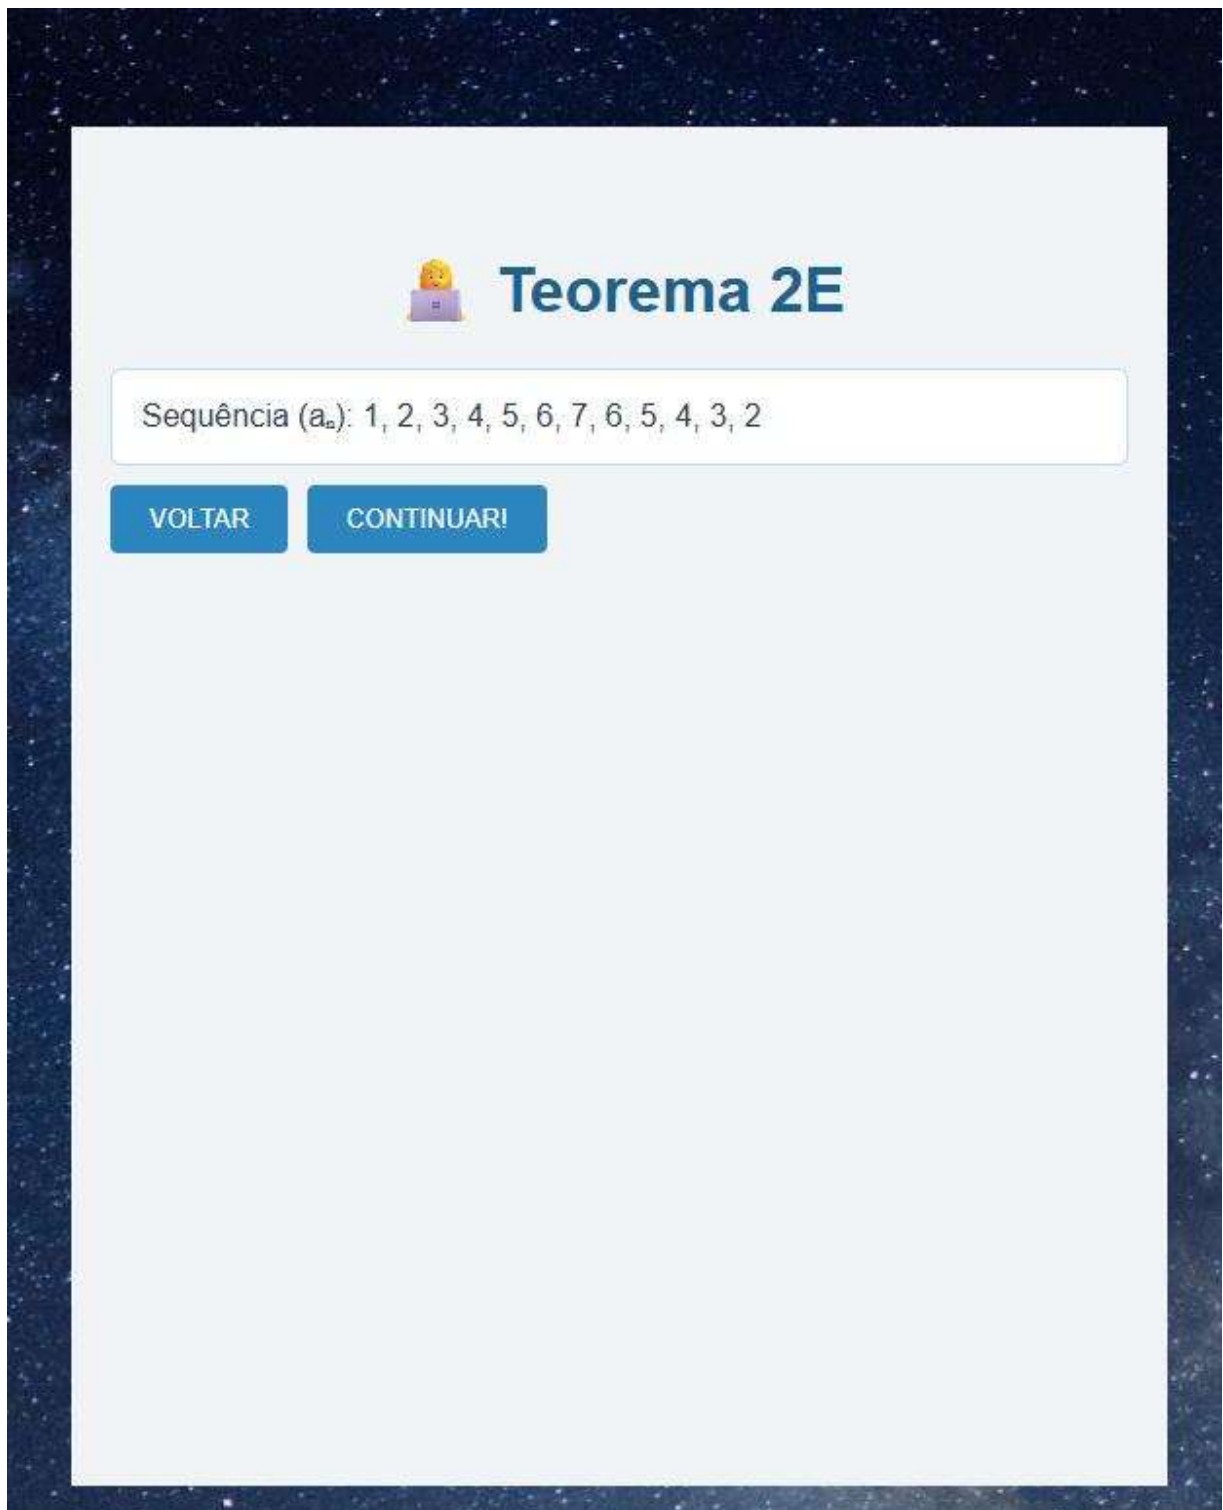 Teorema 2E
Sequência (aₙ): 1, 2, 3, 4, 5, 6, 7, 6, 5, 4, 3, 2
VOLTAR CONTINUAR!